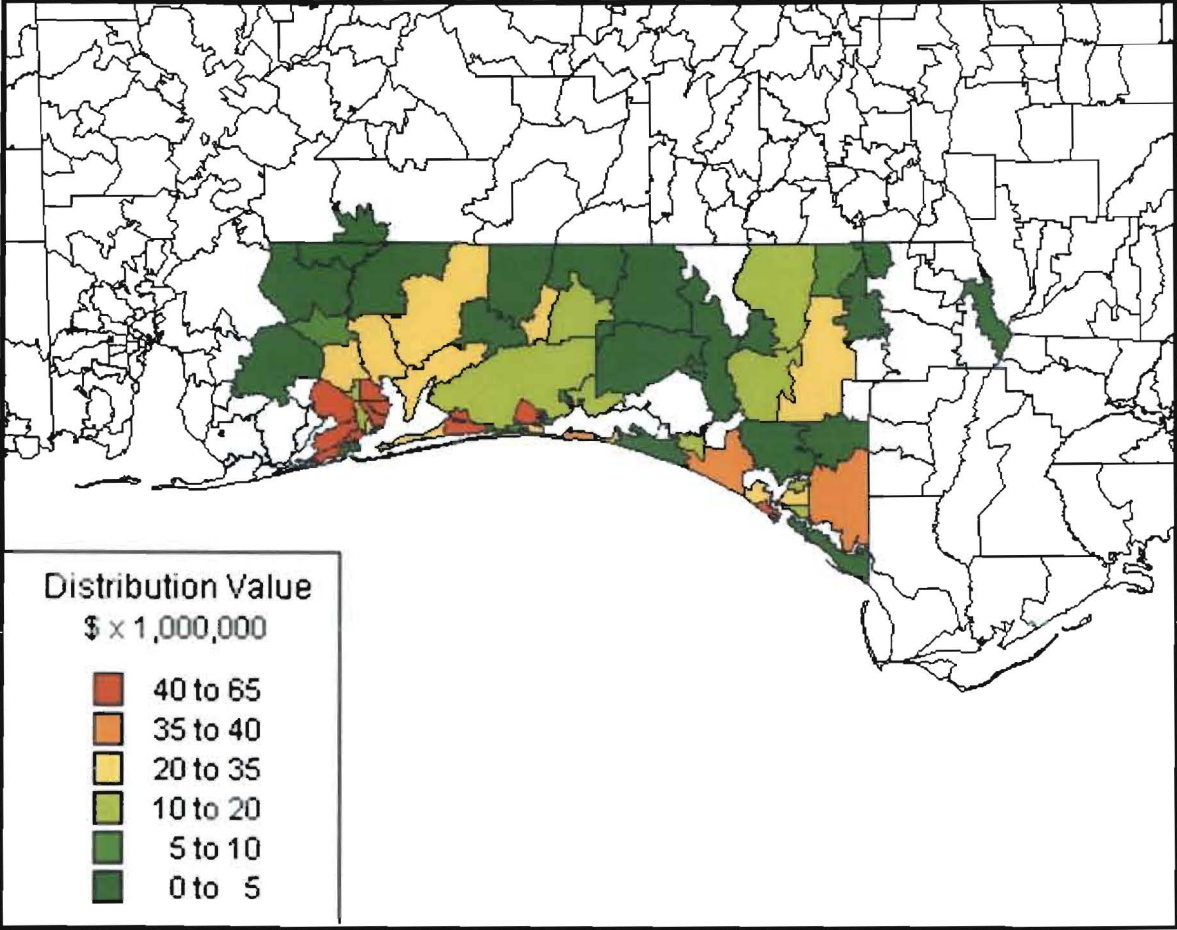 Distribution Value
$ x 1,000,000
40 to 65
35 to 40
20 to 35
10 to 20
5 to 10
0 to 5